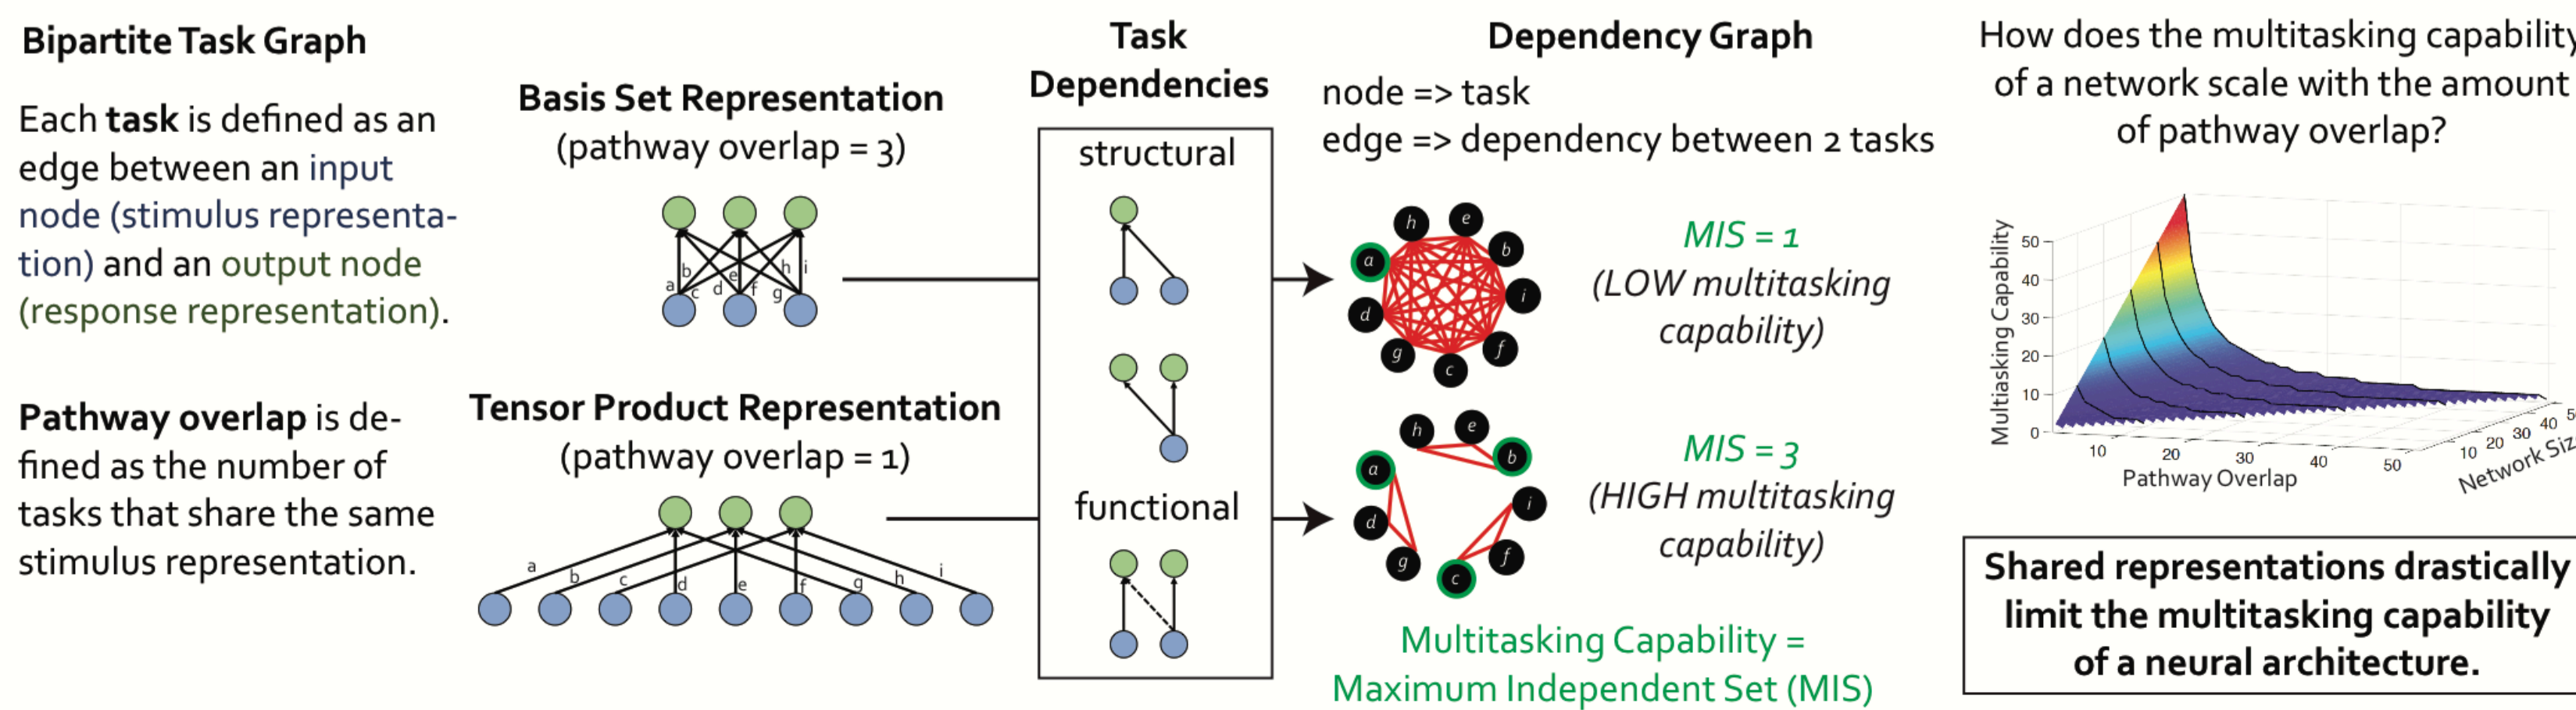 Bipartite Task Graph
Each task is defined as an
edge between an input
node (stimulus representa-
tion) and an output node
(response representation).
Pathway overlap is de-
fined as the number of
tasks that share the same
stimulus representation.
Basis Set Representation
(pathway overlap = 3)
b e h i
a c d f g
Tensor Product Representation
(pathway overlap = 1)
a b c d e f g h i
Task
Dependencies
structural
functional
Dependency Graph
node => task
edge => dependency between 2 tasks
h e
a b
d i
g f
c
MIS = 1
(LOW multitasking
capability)
h e
a b
d i
g f
c
MIS = 3
(HIGH multitasking
capability)
Multitasking Capability =
Maximum Independent Set (MIS)
How does the multitasking capability
of a network scale with the amount
of pathway overlap?
Multiasking Capability
50
40
30
20
10
0
10 20 30 40 50
Pathway Overlap
10 20 30 40 5
Network Siz
Shared representations drastically
limit the multitasking capability
of a neural architecture.